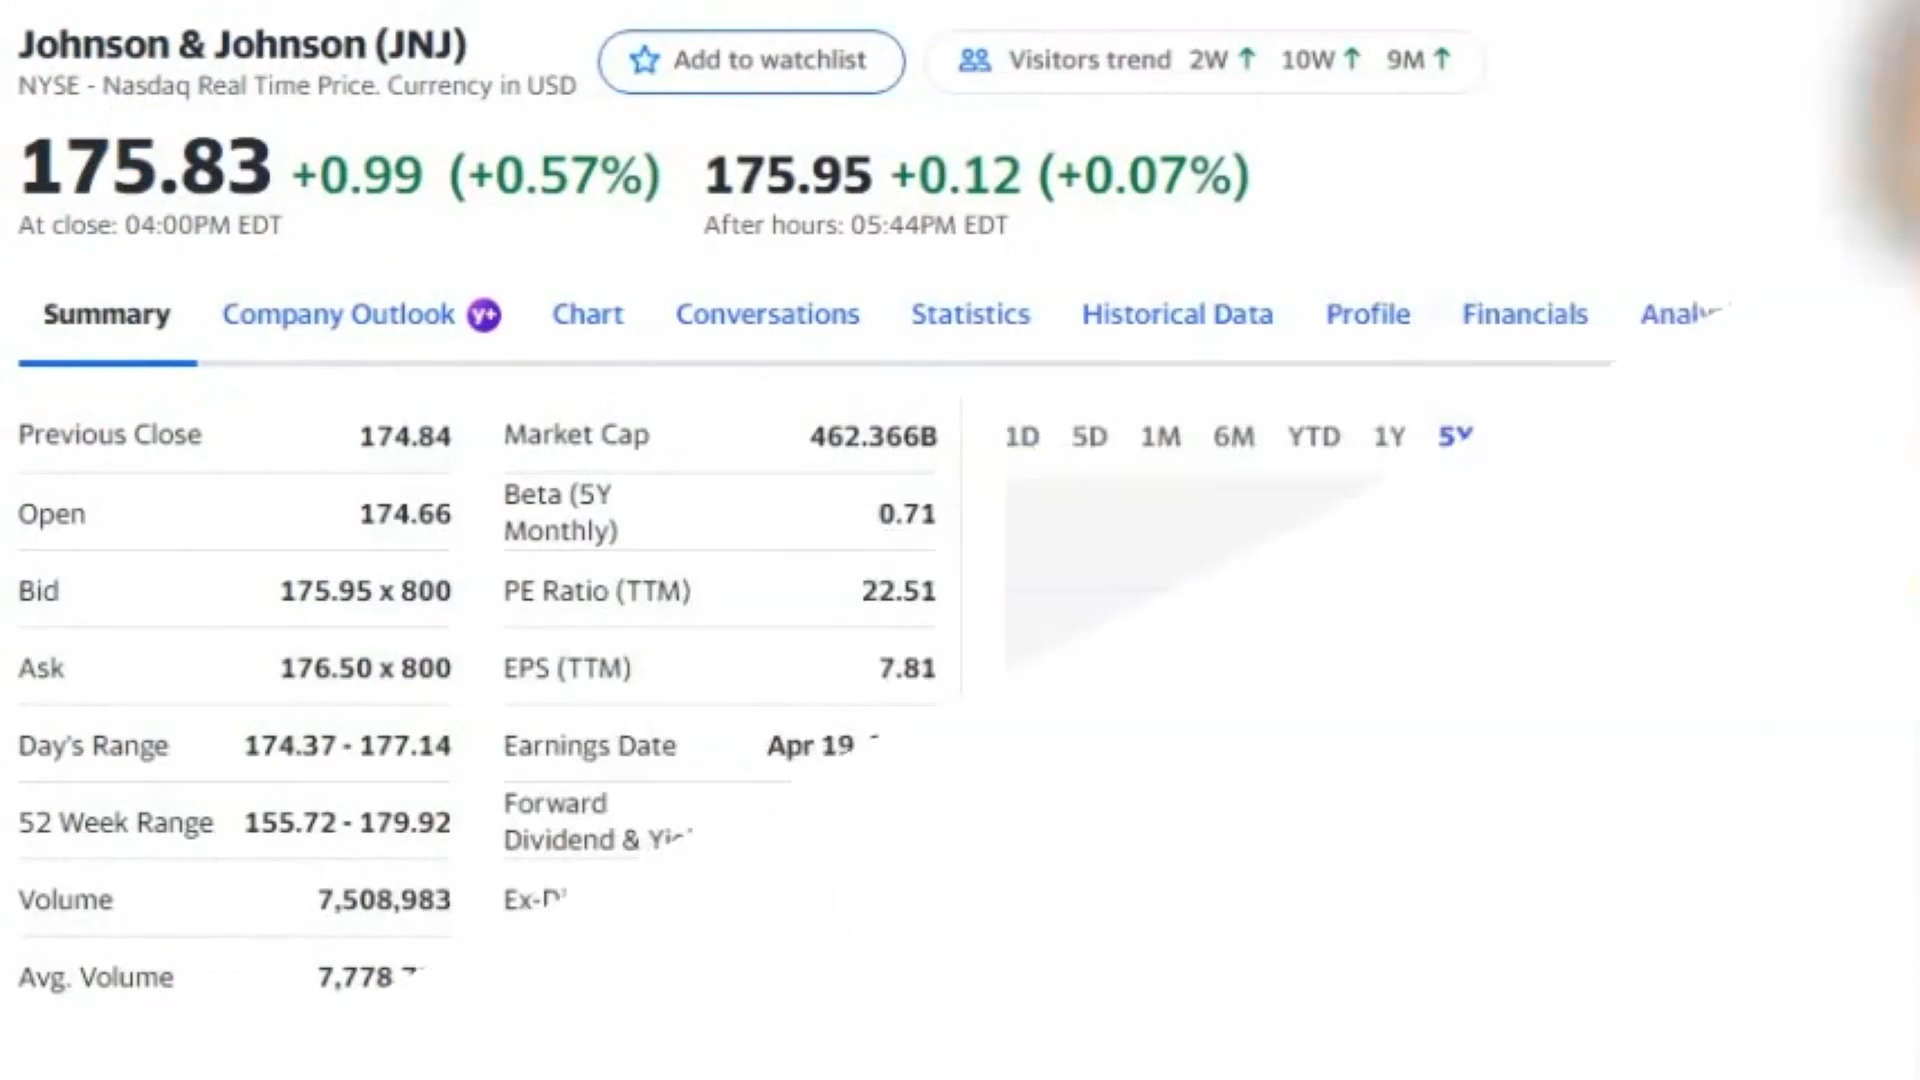 Johnson & Johnson (JNJ)
NYSE - Nasdaq Real Time Price. Currency in USD
Add to watchlist
Visitors trend 2W ↑ 10W ↑ 9M ↑
175.83 +0.99 (+0.57%)
At close: 04:00PM EDT
175.95 +0.12 (+0.07%)
After hours: 05:44PM EDT
Summary Company Outlook y+ Chart Conversations Statistics Historical Data Profile Financials
Previous Close 174.84
Open 174.66
Bid 175.95 x 800
Ask 176.50 x 800
Day's Range 174.37 - 177.14
52 Week Range 155.72 - 179.92
Volume 7,508,983
Avg. Volume 7,778
Market Cap 462.366B
Beta (5Y
Monthly) 0.71
PE Ratio (TTM) 22.51
EPS (TTM) 7.81
Earnings Date Apr 19
Forward
Dividend &
1D 5D 1M 6M YTD 1Y 5Y